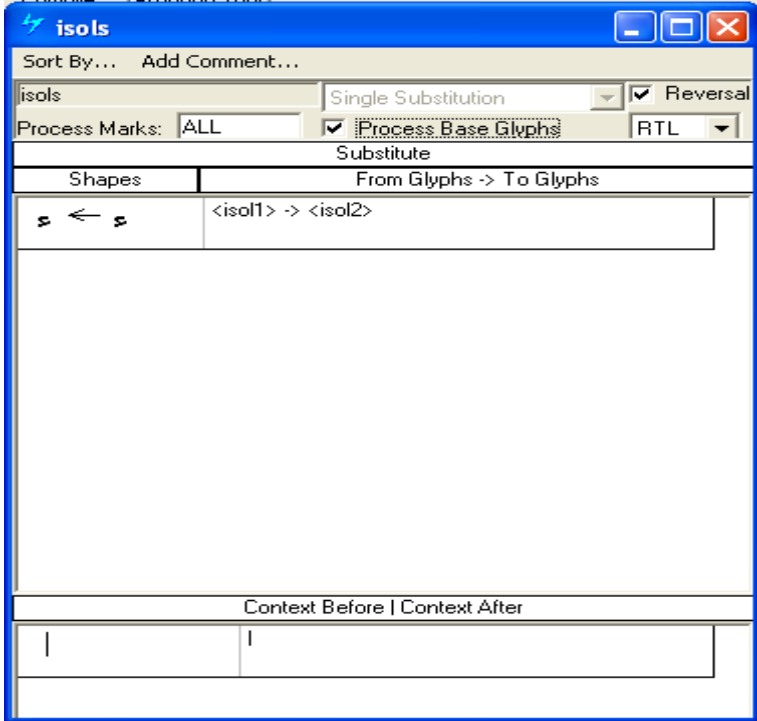 isols
Sort By... Add Comment...
isols Single Substitution Reversal
Process Marks: ALL Process Base Glyphs RTL
Substitute
Shapes From Glyphs -> To Glyphs
<isol1> -> <isol2>
Context Before | Context After
| |